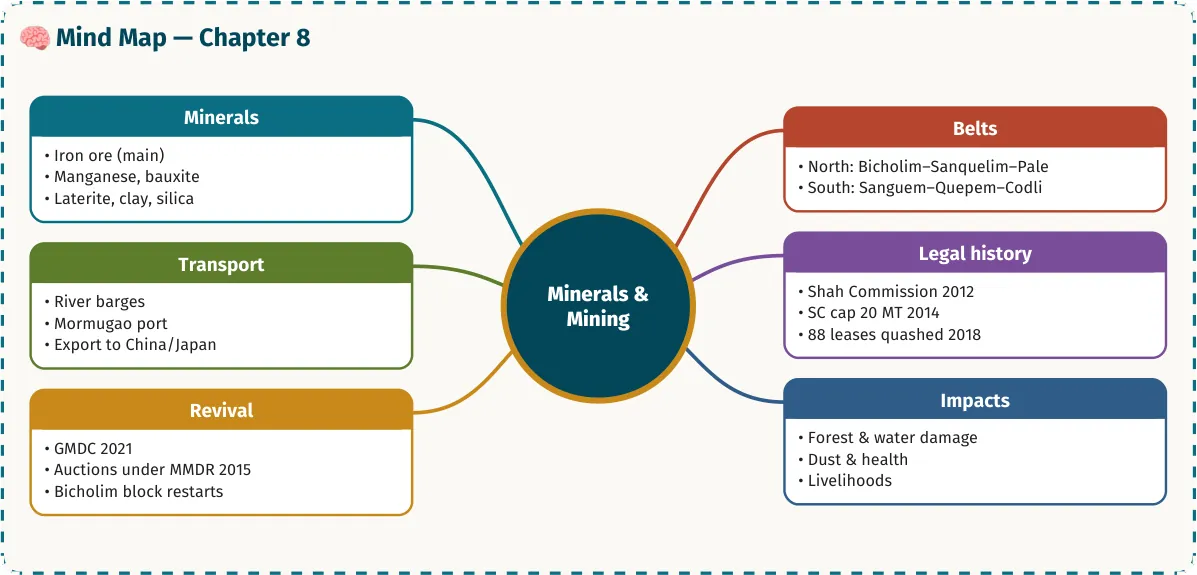 🧠 Mind Map — Chapter 8
Minerals
• Iron ore (main)
• Manganese, bauxite
• Laterite, clay, silica
Transport
• River barges
• Mormugao port
• Export to China/Japan
Revival
• GMDC 2021
• Auctions under MMDR 2015
• Bicholim block restarts
Minerals &
Mining
Belts
• North: Bicholim–Sanquelim–Pale
• South: Sanguem–Quepem–Codli
Legal history
• Shah Commission 2012
• SC cap 20 MT 2014
• 88 leases quashed 2018
Impacts
• Forest & water damage
• Dust & health
• Livelihoods